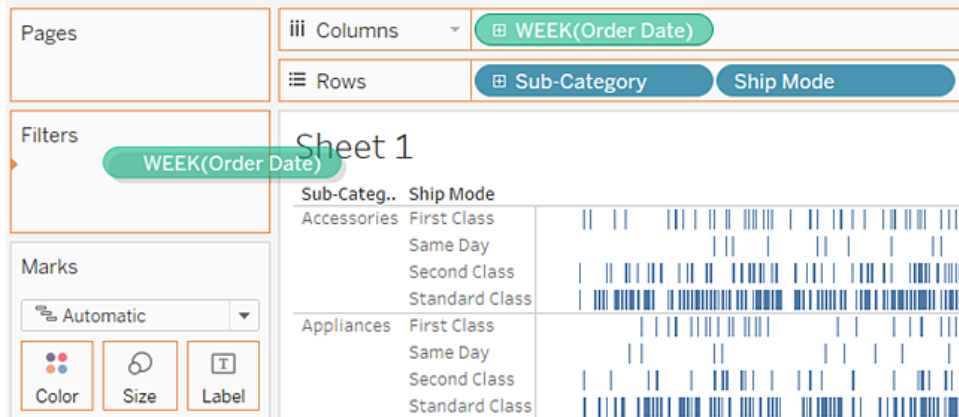 Pages
Columns
WEEK(Order Date)
Rows
Sub-Category
Ship Mode
Filters
WEEK(Order Date)
Sheet 1
Sub-Categ.. Ship Mode
Accessories First Class
Same Day
Second Class
Standard Class
Appliances First Class
Same Day
Second Class
Standard Class
Marks
Automatic
Color
Size
T
Label